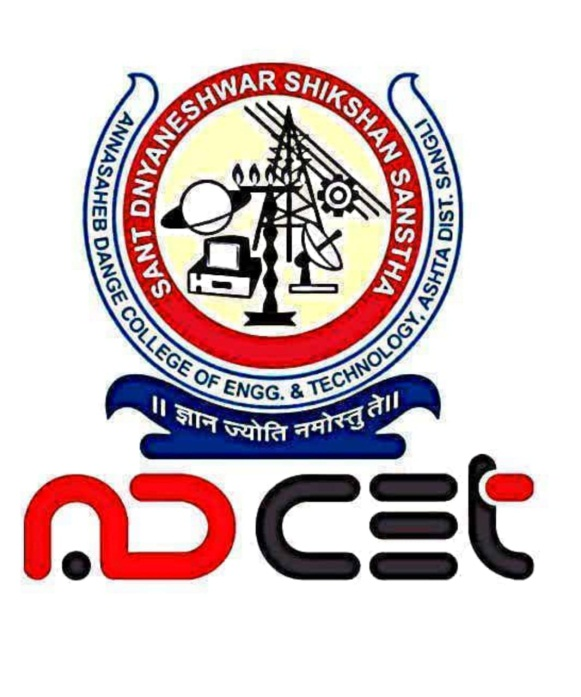 SANT DNYANESHWAR SHIKSHAN SANSTHA
ANNASAHEB DANGE COLLEGE OF ENGG. & TECHNOLOGY, ASHTA DIST. SANGLI
|| ज्ञान ज्योति नमोस्तु ते||
ADCET